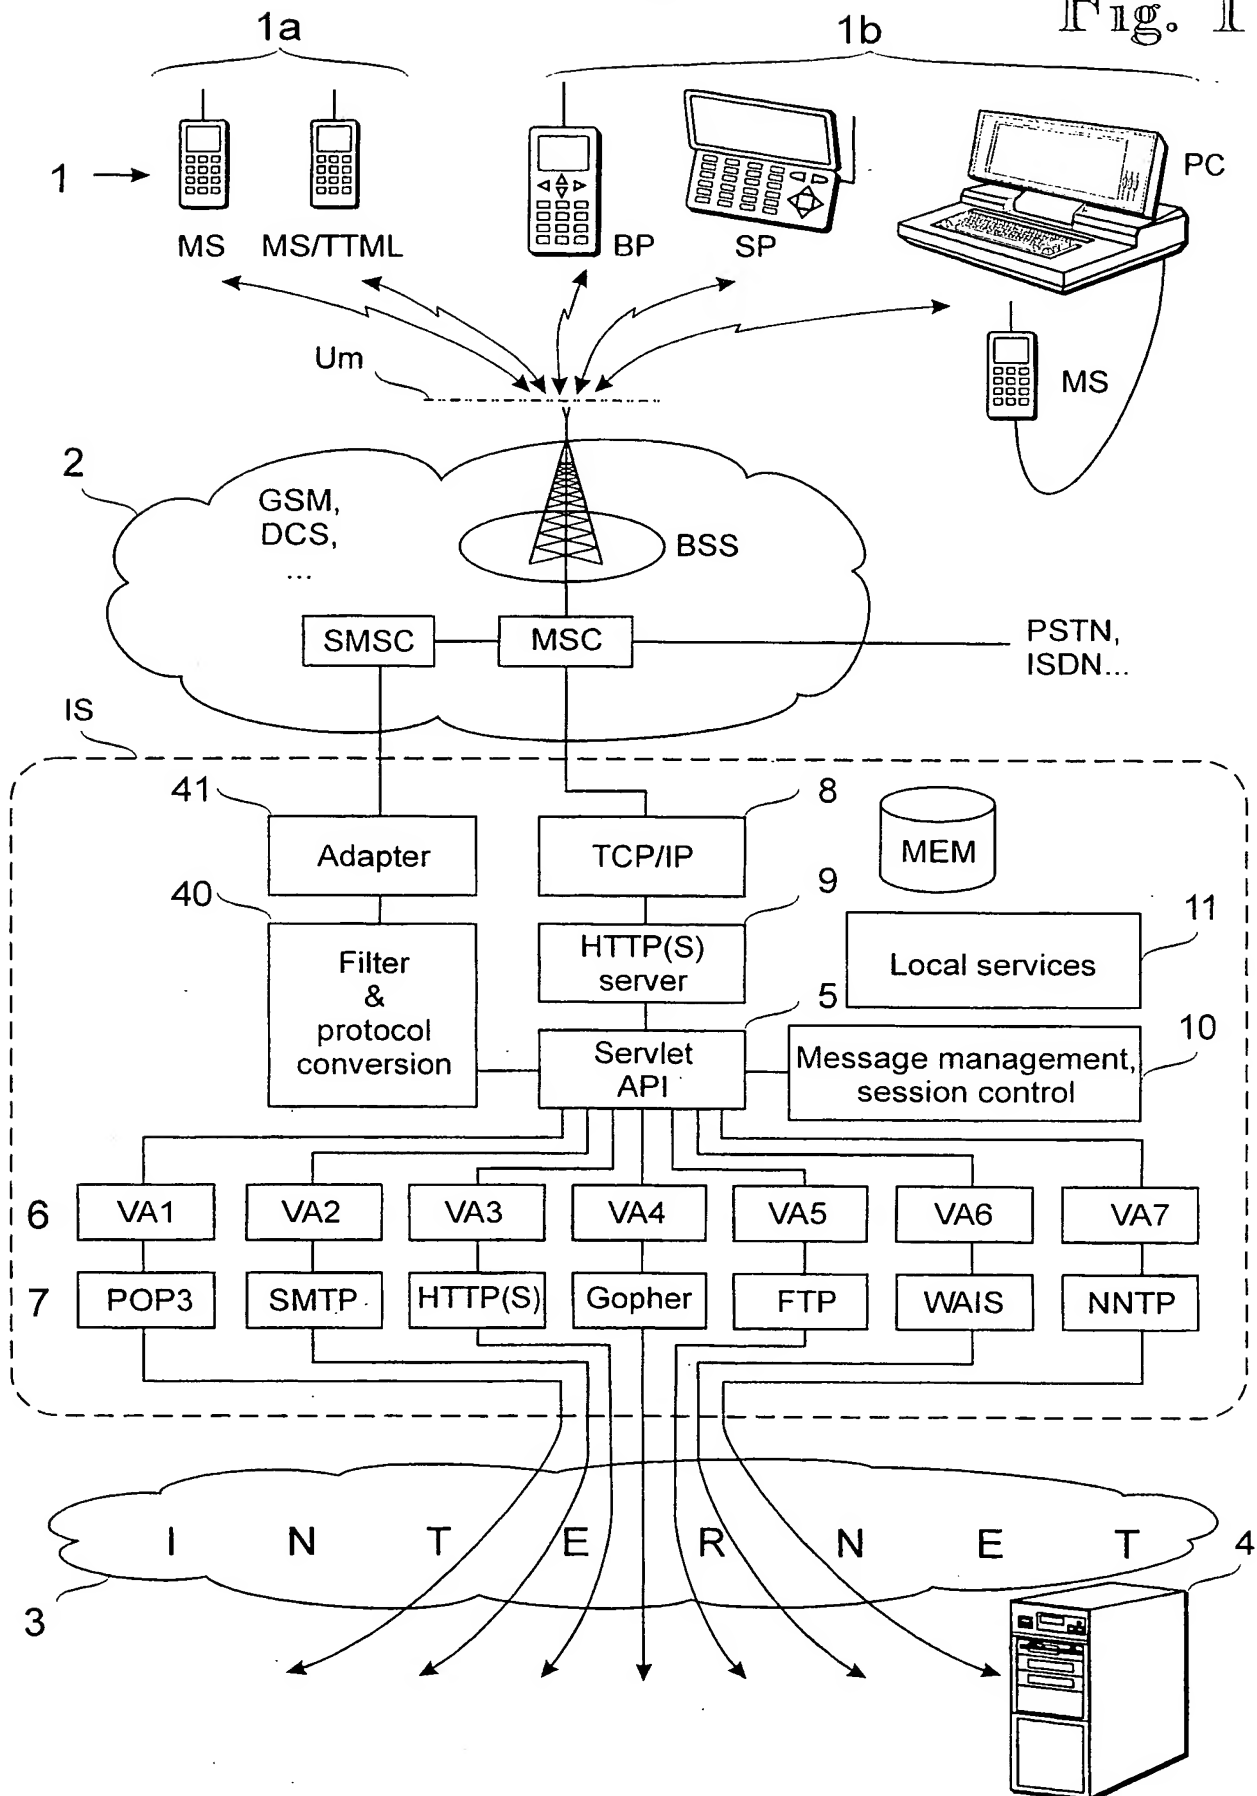 Fig. 1
1a
1b
1
PC
MS
MS/TTML
BP
SP
Um
MS
2
GSM,
DCS,
...
BSS
SMSC
MSC
PSTN,
ISDN...
IS
41
8
Adapter
TCP/IP
MEM
40
9
11
Filter
&
protocol
conversion
HTTP(S)
server
Local services
5
10
Servlet
API
Message management,
session control
6
VA1
VA2
VA3
VA4
VA5
VA6
VA7
7
POP3
SMTP
HTTP(S)
Gopher
FTP
WAIS
NNTP
I N T E R N E T
4
3